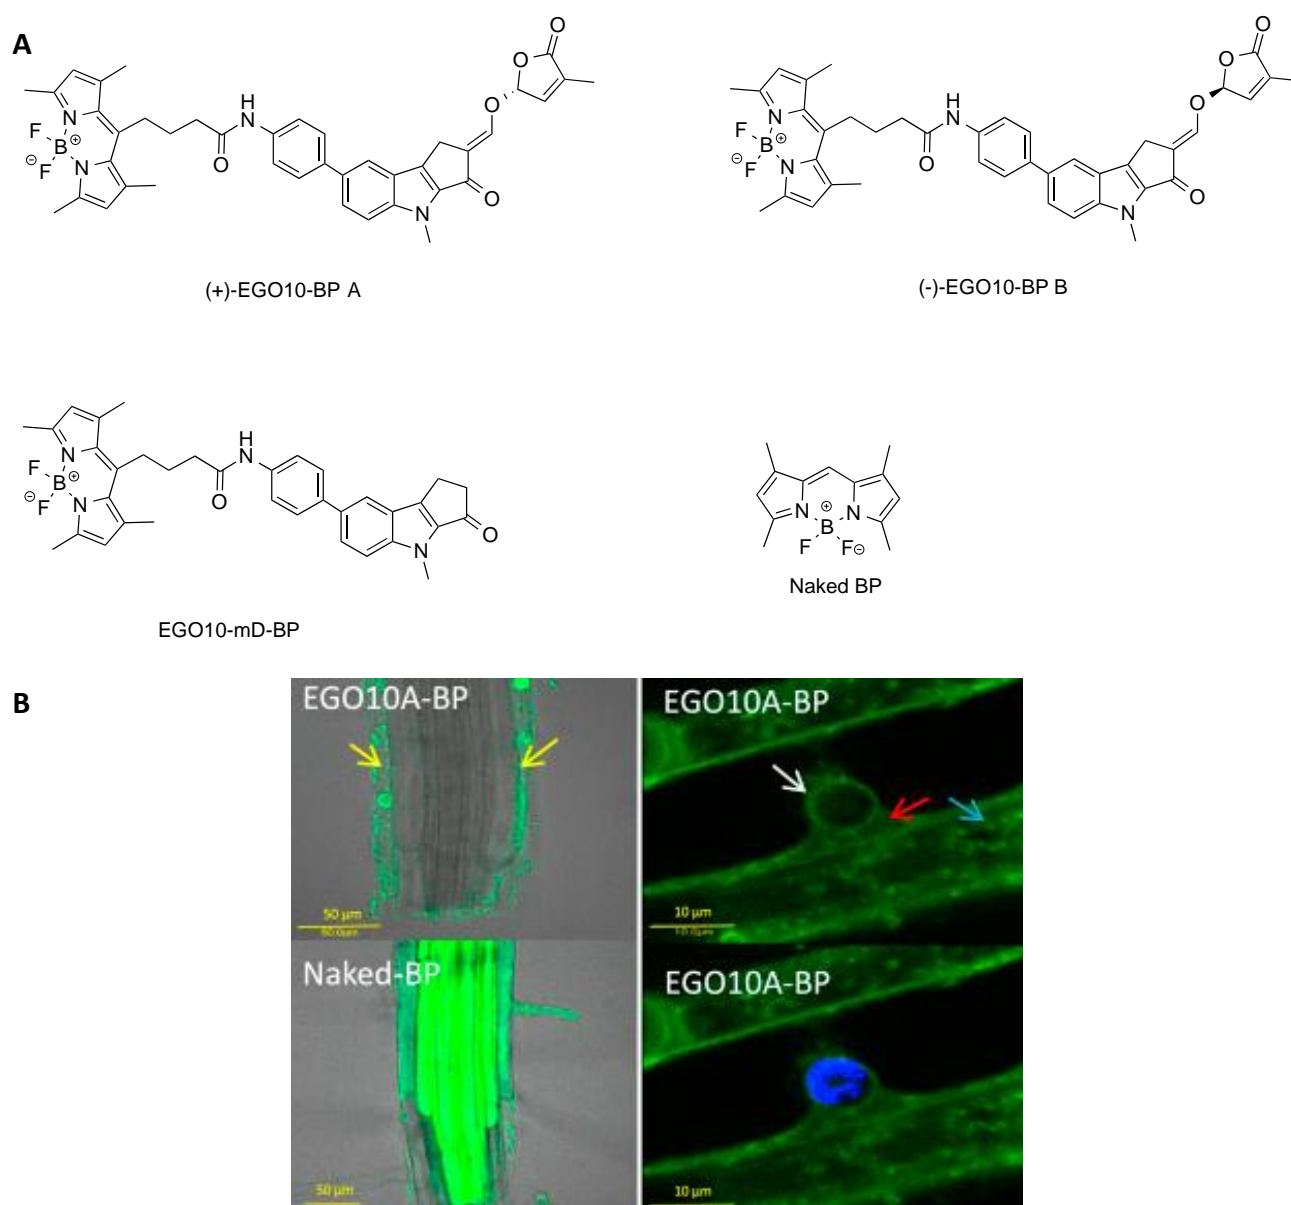 A
O
O
O
H
N
O
N
F
B
⊕
⊖
F
N
O
N
(+)-EGO10-BP A
O
O
O
H
N
O
N
F
B
⊕
⊖
F
N
O
N
(-)-EGO10-BP B
H
N
O
N
F
B
⊕
⊖
F
N
O
N
EGO10-mD-BP
N
⊕
N
B
F
F⊖
Naked BP
B
EGO10A-BP
50 µm
EGO10A-BP
10 µm
Naked-BP
50 µm
EGO10A-BP
10 µm